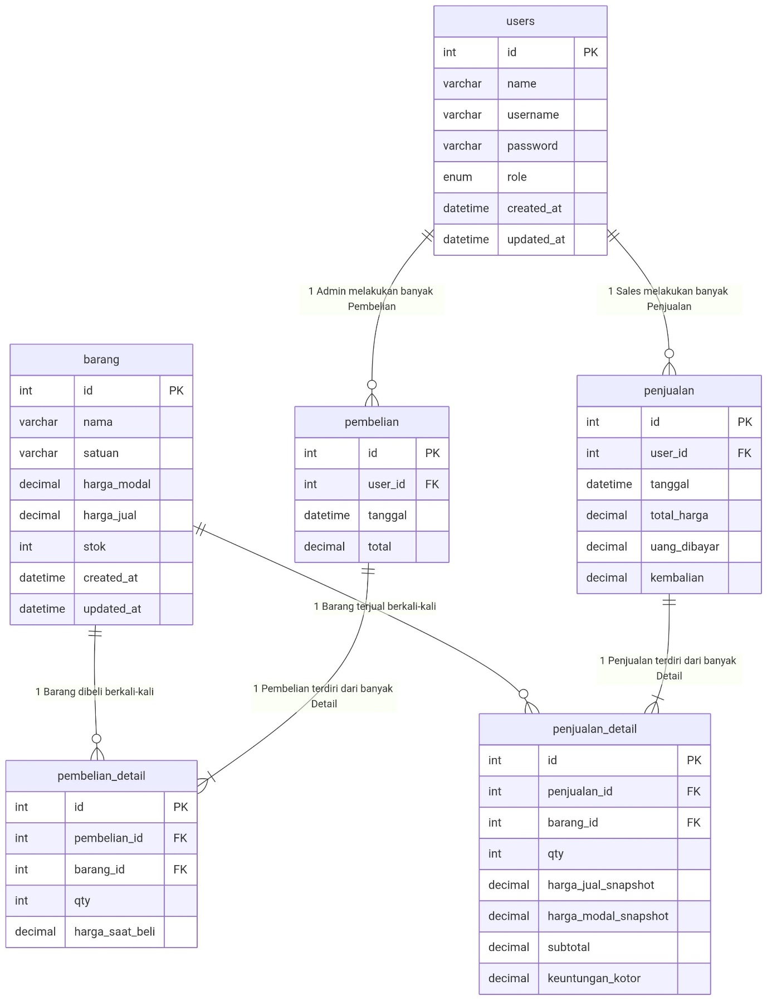 users
int id PK
varchar name
varchar username
varchar password
enum role
datetime created_at
datetime updated_at
1 Admin melakukan banyak
Pembelian
1 Sales melakukan banyak
Penjualan
barang
int id PK
varchar nama
varchar satuan
decimal harga_modal
decimal harga_jual
int stok
datetime created_at
datetime updated_at
pembelian
int id PK
int user_id FK
datetime tanggal
decimal total
penjualan
int id PK
int user_id FK
datetime tanggal
decimal total_harga
decimal uang_dibayar
decimal kembalian
1 Barang terjual berkali-kali
1 Barang dibeli berkali-kali
1 Pembelian terdiri dari banyak
Detail
1 Penjualan terdiri dari banyak
Detail
pembelian_detail
int id PK
int pembelian_id FK
int barang_id FK
int qty
decimal harga_saat_beli
penjualan_detail
int id PK
int penjualan_id FK
int barang_id FK
int qty
decimal harga_jual_snapshot
decimal harga_modal_snapshot
decimal subtotal
decimal keuntungan_kotor